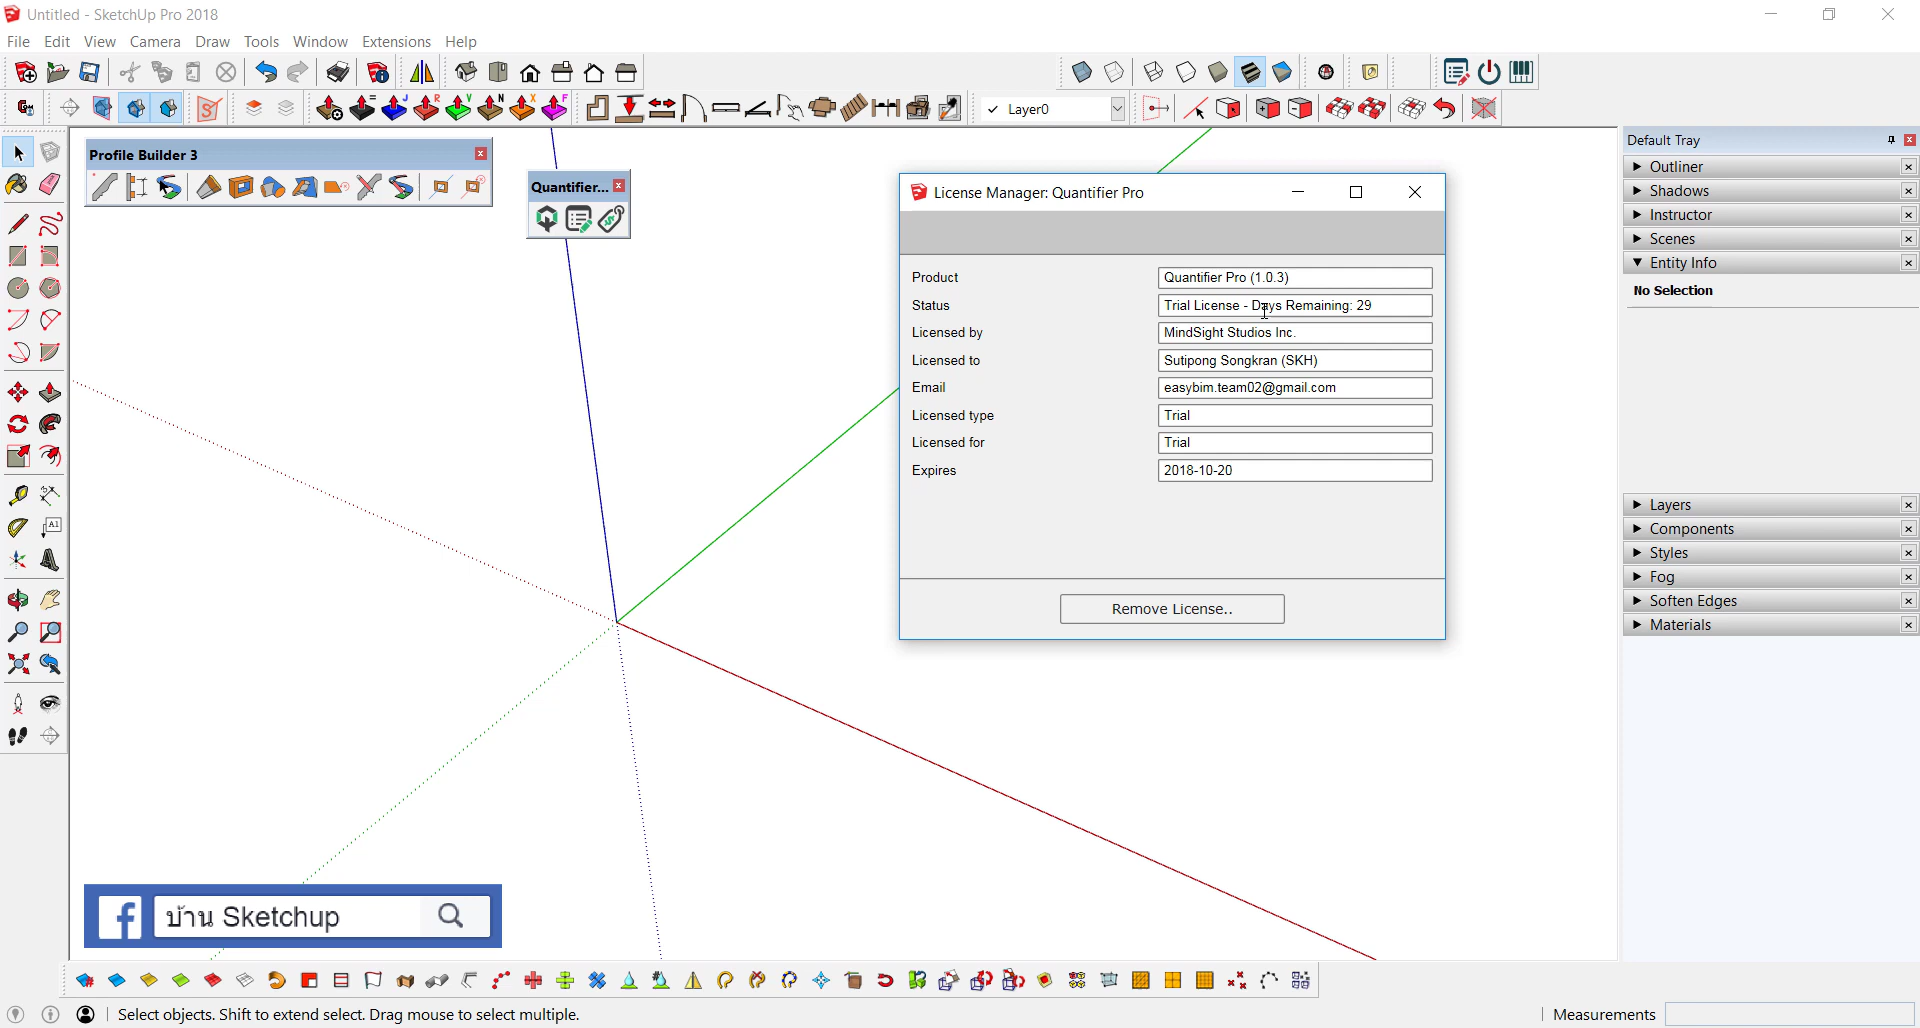 Untitled - SketchUp Pro 2018
File Edit View Camera Draw Tools Window Extensions Help
Layer0
Profile Builder 3
Quantifier...
License Manager: Quantifier Pro
Product Quantifier Pro (1.0.3)
Status Trial License - Days Remaining: 29
Licensed by MindSight Studios Inc.
Licensed to Sutipong Songkran (SKH)
Email easybim.team02@gmail.com
Licensed type Trial
Licensed for Trial
Expires 2018-10-20
Remove License..
Default Tray
Outliner
Shadows
Instructor
Scenes
Entity Info
No Selection
Layers
Components
Styles
Fog
Soften Edges
Materials
บ้าน Sketchup
Select objects. Shift to extend select. Drag mouse to select multiple.
Measurements